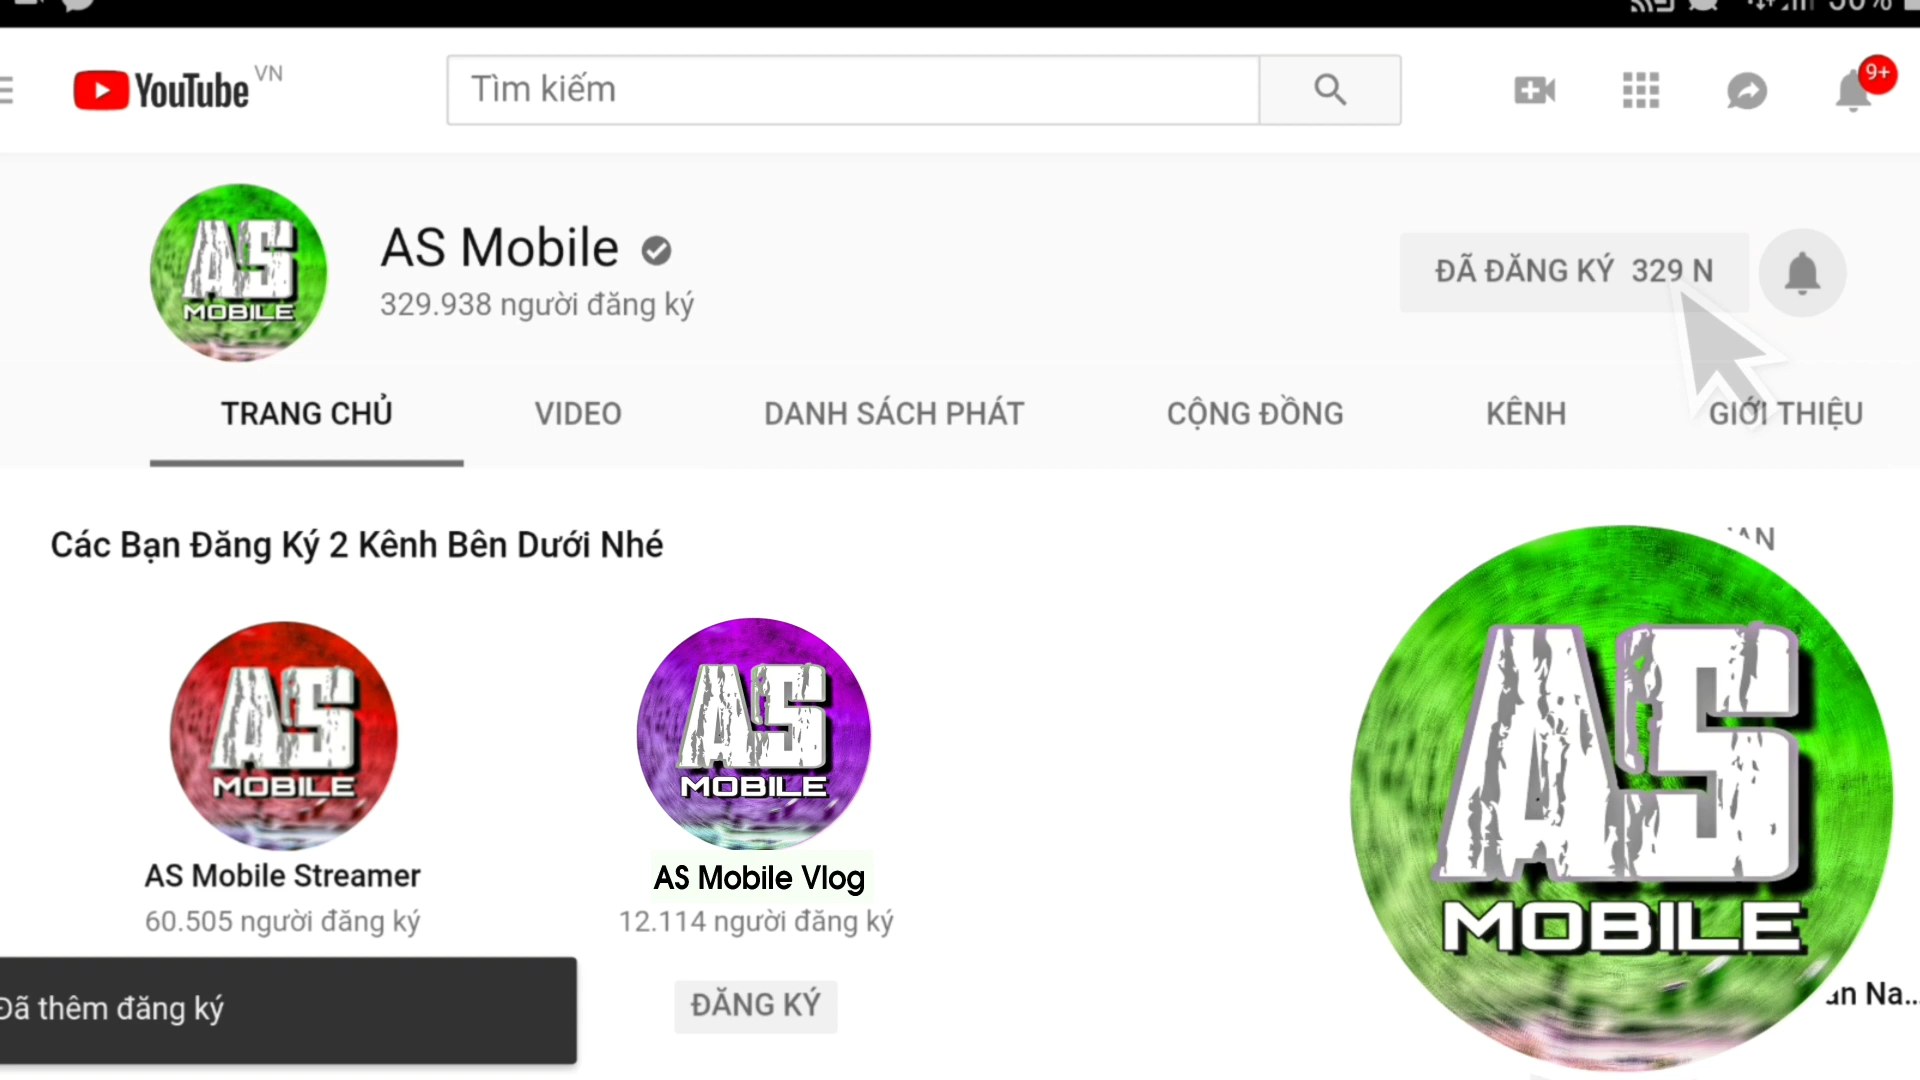 YouTube VN
Tìm kiếm
9+
AS
MOBILE
AS Mobile
329.938 người đăng ký
ĐÃ ĐĂNG KÝ 329 N
TRANG CHỦ VIDEO DANH SÁCH PHÁT CỘNG ĐỒNG KÊNH GIỚI THIỆU
Các Bạn Đăng Ký 2 Kênh Bên Dưới Nhé
AS
MOBILE
AS Mobile Streamer
60.505 người đăng ký
AS
MOBILE
AS Mobile Vlog
12.114 người đăng ký
ĐĂNG KÝ
AS
MOBILE
Đã thêm đăng ký